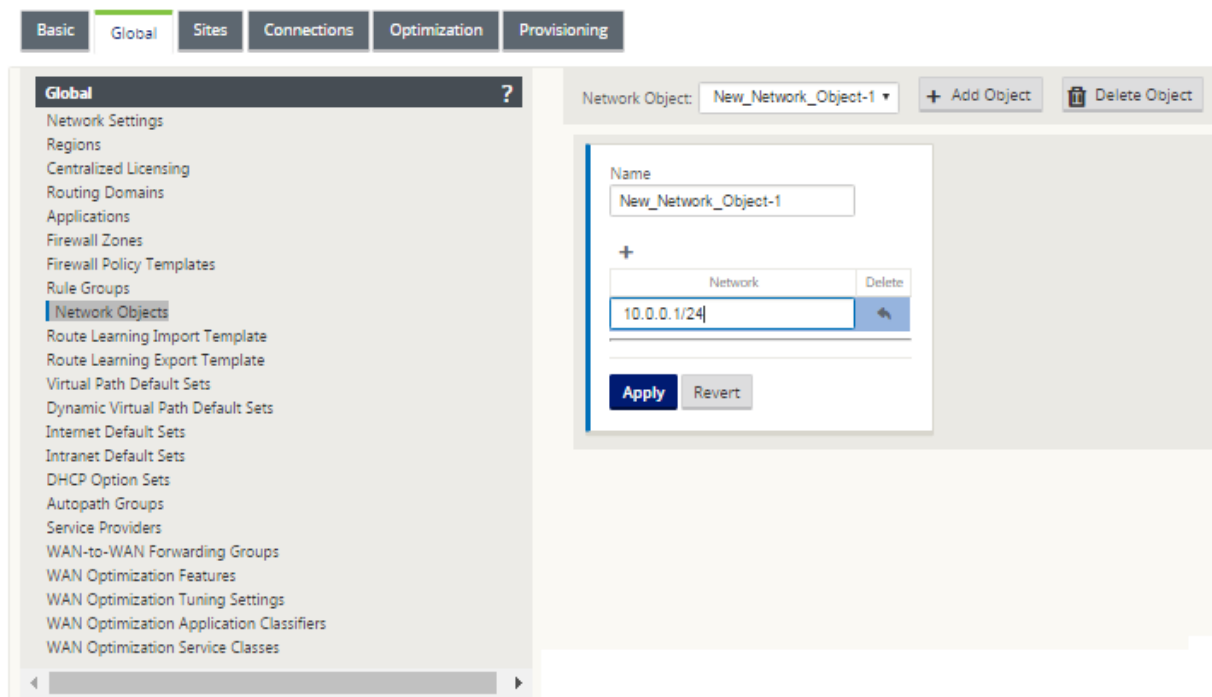 Basic Global Sites Connections Optimization Provisioning
Global ?
Network Settings
Regions
Centralized Licensing
Routing Domains
Applications
Firewall Zones
Firewall Policy Templates
Rule Groups
Network Objects
Route Learning Import Template
Route Learning Export Template
Virtual Path Default Sets
Dynamic Virtual Path Default Sets
Internet Default Sets
Intranet Default Sets
DHCP Option Sets
Autopath Groups
Service Providers
WAN-to-WAN Forwarding Groups
WAN Optimization Features
WAN Optimization Tuning Settings
WAN Optimization Application Classifiers
WAN Optimization Service Classes
Network Object: New_Network_Object-1 + Add Object Delete Object
Name
New_Network_Object-1
+
Network Delete
10.0.0.1/24
Apply Revert